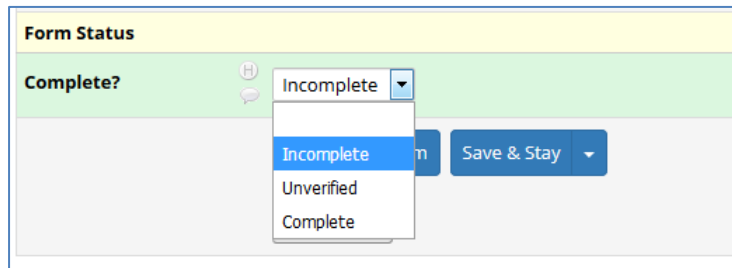 Form Status
Complete?
H
Incomplete
Incomplete
Unverified
Complete
m
Save & Stay